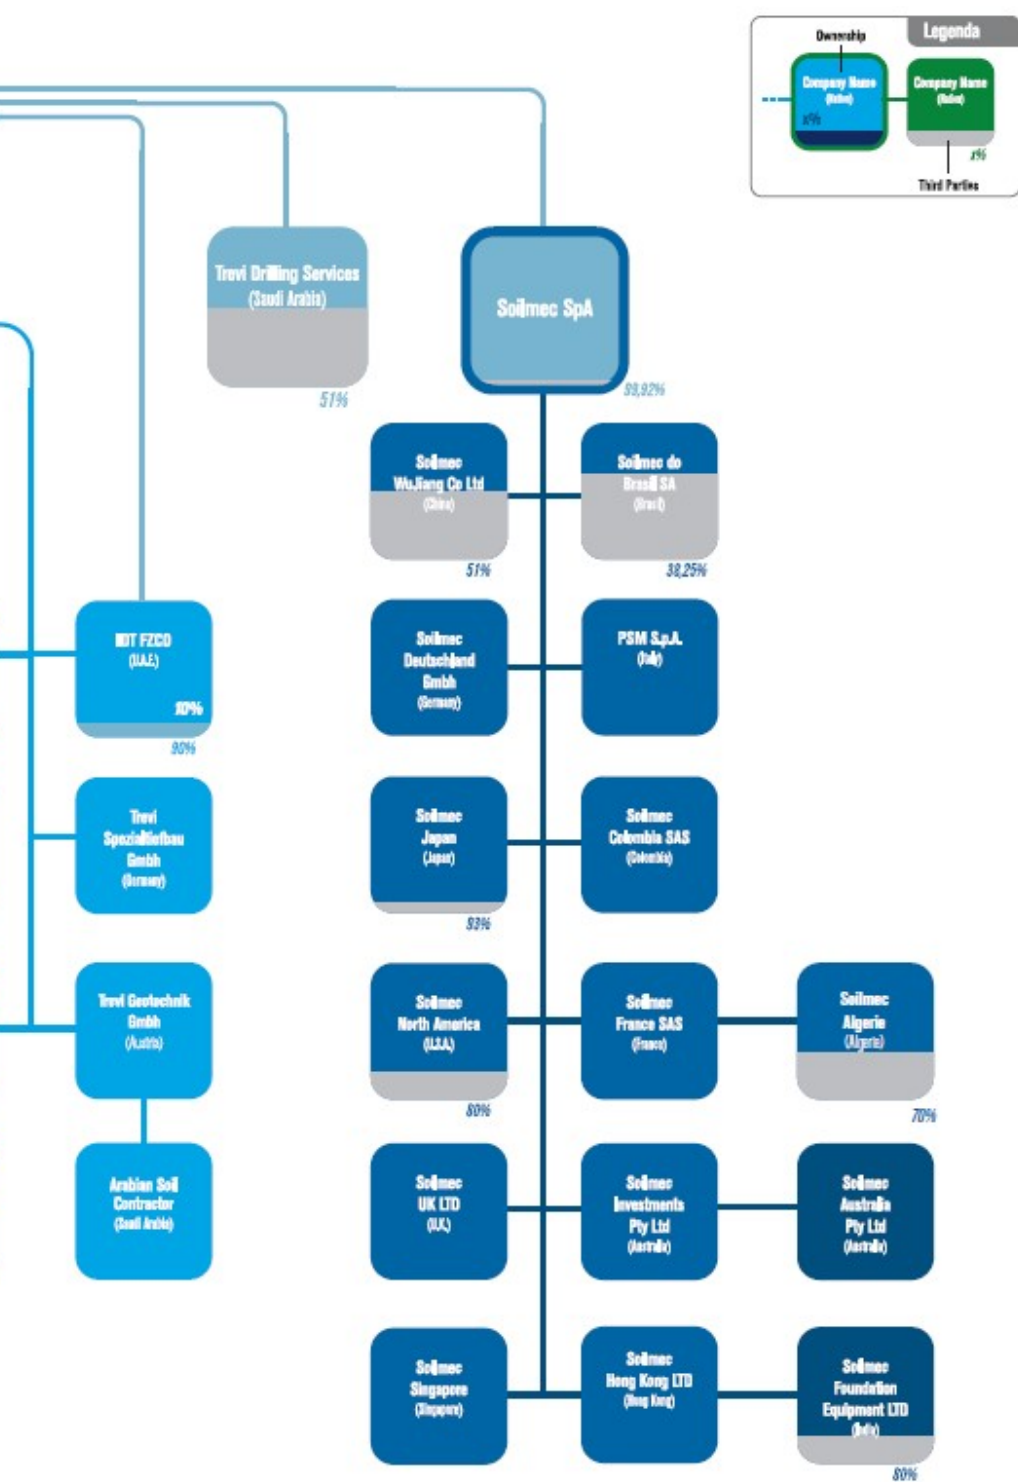 Legenda
Ownership
Company Name
(Nation)
x%
Company Name
(Nation)
x%
Third Parties
Trevi Drilling Services
(Saudi Arabia)
51%
Soilmec SpA
99,92%
Soilmec
WuJiang Co Ltd
(China)
51%
Soilmec do
Brasil SA
(Brasil)
38,25%
IDT FZCO
(U.A.E.)
10%
90%
Soilmec
Deutschland
Gmbh
(Germany)
PSM S.p.A.
(Italy)
Trevi
Spezialtiefbau
Gmbh
(Germany)
Soilmec
Japan
(Japan)
93%
Soilmec
Colombia SAS
(Colombia)
Trevi Geotechnik
Gmbh
(Austria)
Soilmec
North America
(U.S.A.)
80%
Soilmec
France SAS
(France)
Soilmec
Algerie
(Algerie)
70%
Arabian Soil
Contractor
(Saudi Arabia)
Soilmec
UK LTD
(U.K.)
Soilmec
Investments
Pty Ltd
(Australia)
Soilmec
Australia
Pty Ltd
(Australia)
Soilmec
Singapore
(Singapore)
Soilmec
Hong Kong LTD
(Hong Kong)
Soilmec
Foundation
Equipment LTD
(India)
80%